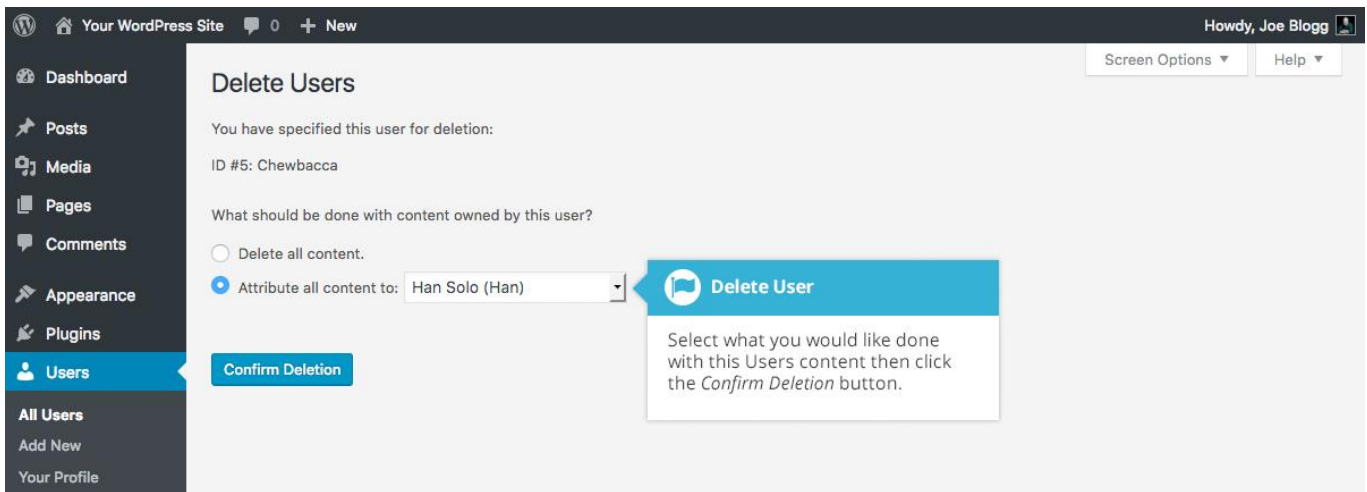 Your WordPress Site 0 + New Howdy, Joe Blogg
Screen Options ▼ Help ▼
Dashboard
Posts
Media
Pages
Comments
Appearance
Plugins
Users
All Users
Add New
Your Profile
Delete Users
You have specified this user for deletion:
ID #5: Chewbacca
What should be done with content owned by this user?
Delete all content.
Attribute all content to: Han Solo (Han)
Confirm Deletion
Delete User
Select what you would like done
with this Users content then click
the Confirm Deletion button.